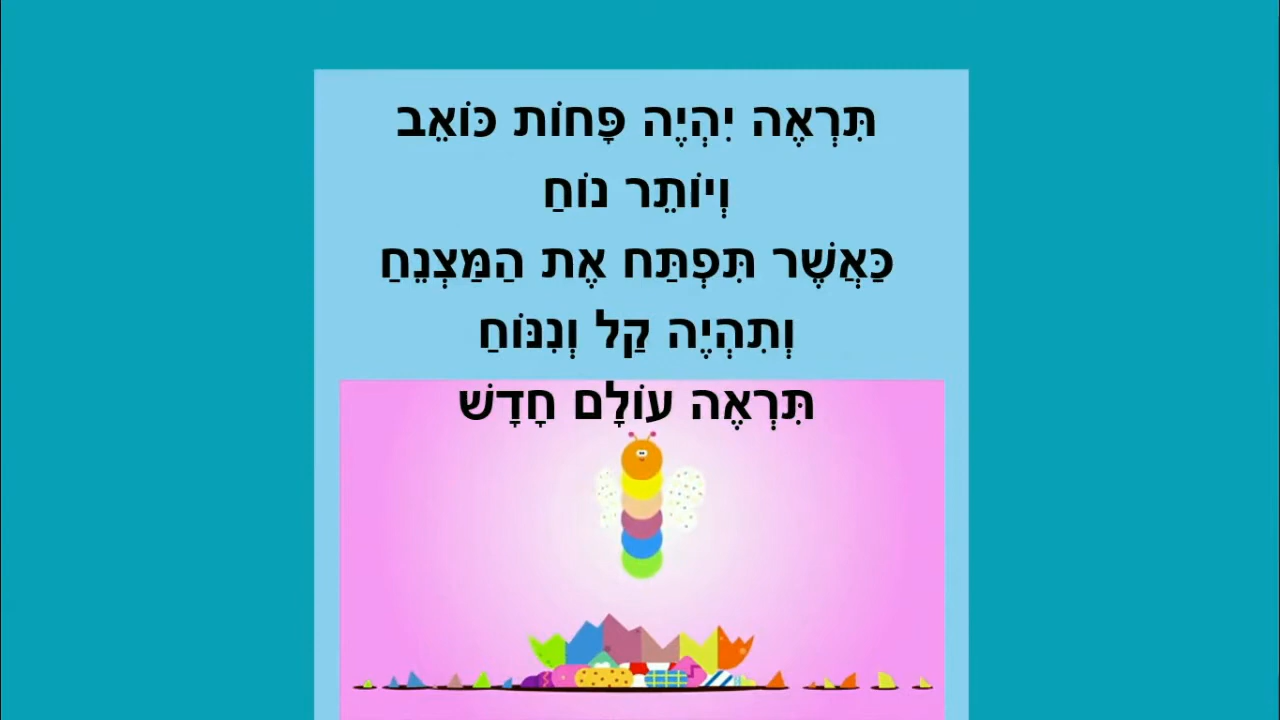 תִּרְאֶה יִהְיֶה פָּחוֹת כּוֹאֵב
וְיוֹתֵר נוֹחַ
כַּאֲשֶׁר תִּפְתַּח אֶת הַמַּצְנֵחַ
וְתִהְיֶה קַל וְנִנּוֹחַ
תִּרְאֶה עוֹלָם חָדָשׁ